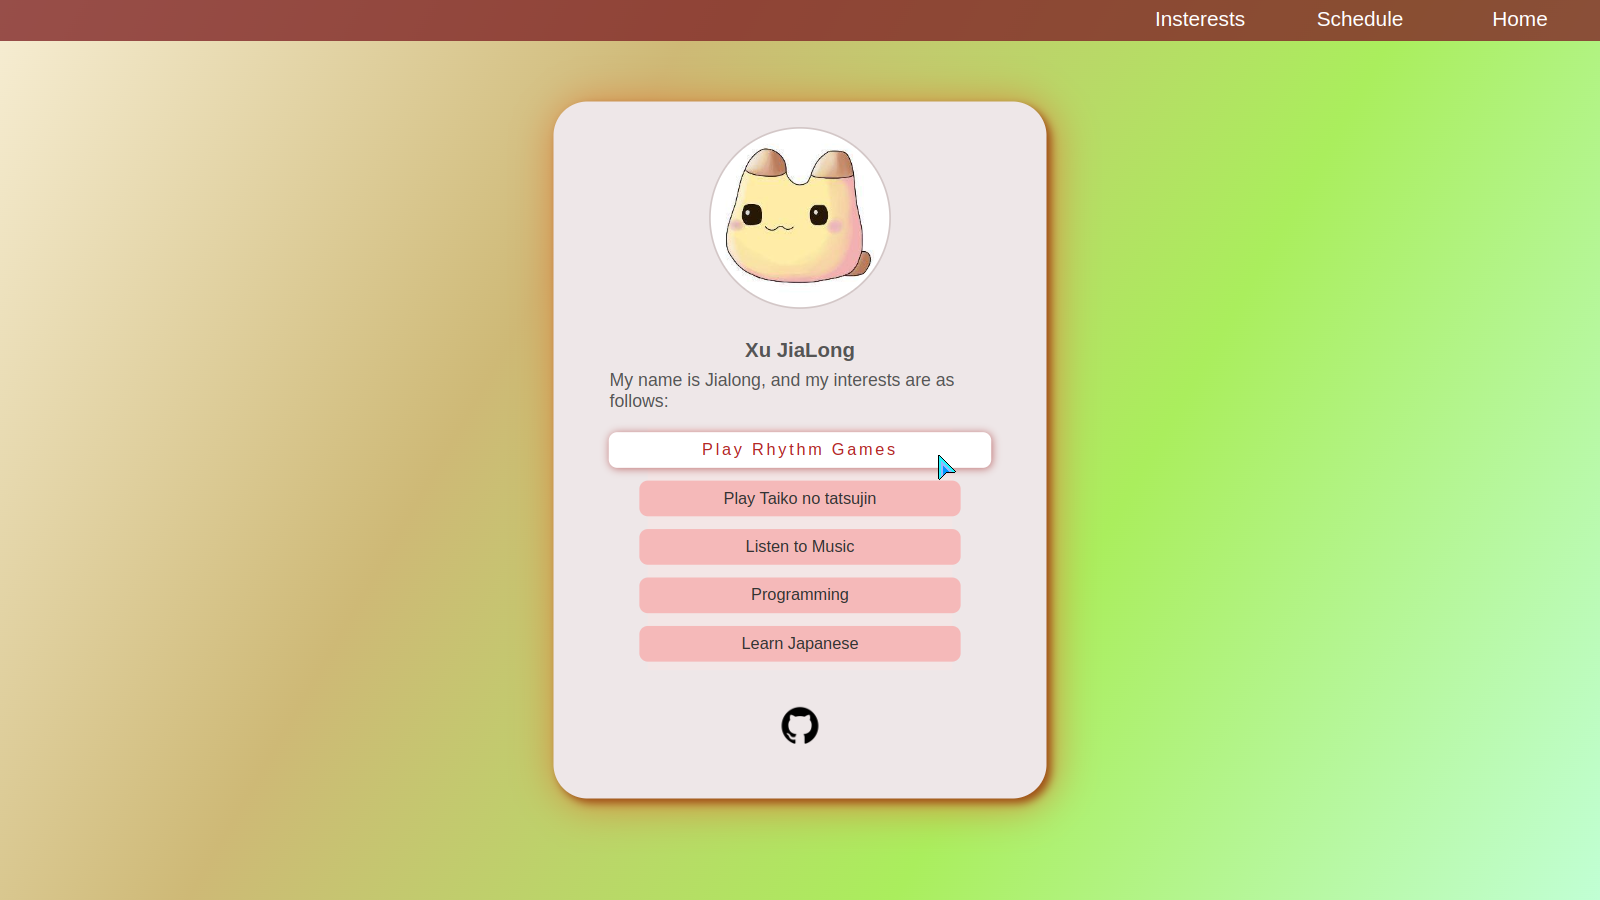 Insterests Schedule Home
Xu JiaLong
My name is Jialong, and my interests are as
follows:
Play Rhythm Games
Play Taiko no tatsujin
Listen to Music
Programming
Learn Japanese